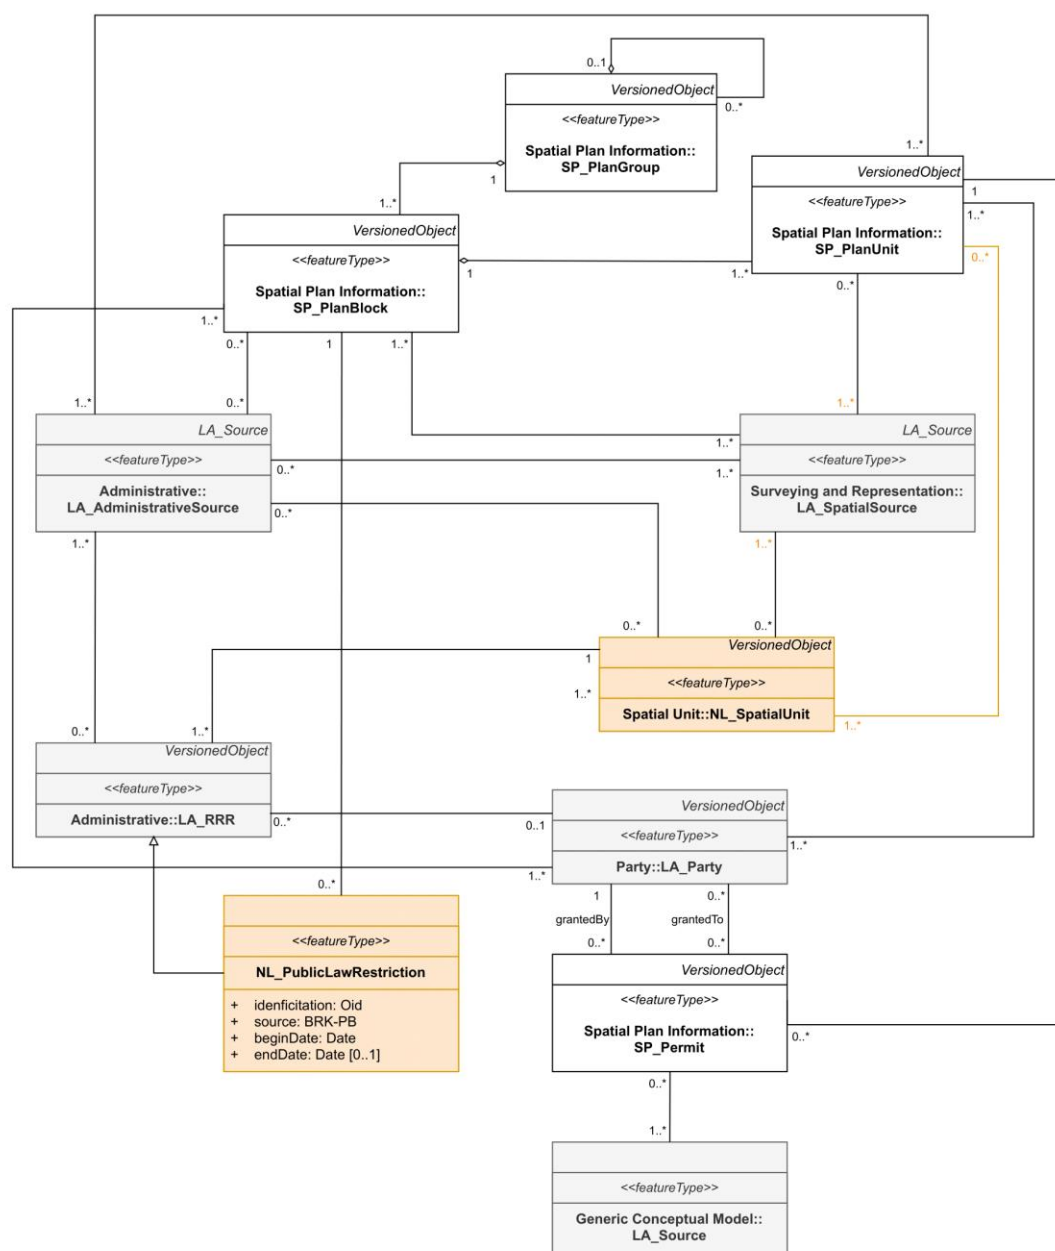 0..1
VersionedObject
0..*
<<featureType>>
Spatial Plan Information::
SP_PlanGroup
1..*
1
VersionedObject
1
1..*
1..*
<<featureType>>
Spatial Plan Information::
SP_PlanUnit
0..*
VersionedObject
<<featureType>>
1
1..*
0..*
Spatial Plan Information::
SP_PlanBlock
1..*
0..*
1
1..*
1..*
0..*
1..*
LA_Source
<<featureType>>
0..*
Administrative::
LA_AdministrativeSource
0..*
1..*
LA_Source
1..*
<<featureType>>
1..*
Surveying and Representation::
LA_SpatialSource
1..*
0..*
0..*
VersionedObject
1
<<featureType>>
1..*
Spatial Unit::NL_SpatialUnit
1..*
0..*
1..*
VersionedObject
<<featureType>>
Administrative::LA_RRR
0..*
0..1
VersionedObject
<<featureType>>
1..*
Party::LA_Party
1..*
0..*
1
0..*
grantedBy
grantedTo
0..*
0..*
<<featureType>>
NL_PublicLawRestriction
+ idenficitation: Oid
+ source: BRK-PB
+ beginDate: Date
+ endDate: Date [0..1]
VersionedObject
<<featureType>>
0..*
Spatial Plan Information::
SP_Permit
0..*
1..*
<<featureType>>
Generic Conceptual Model::
LA_Source